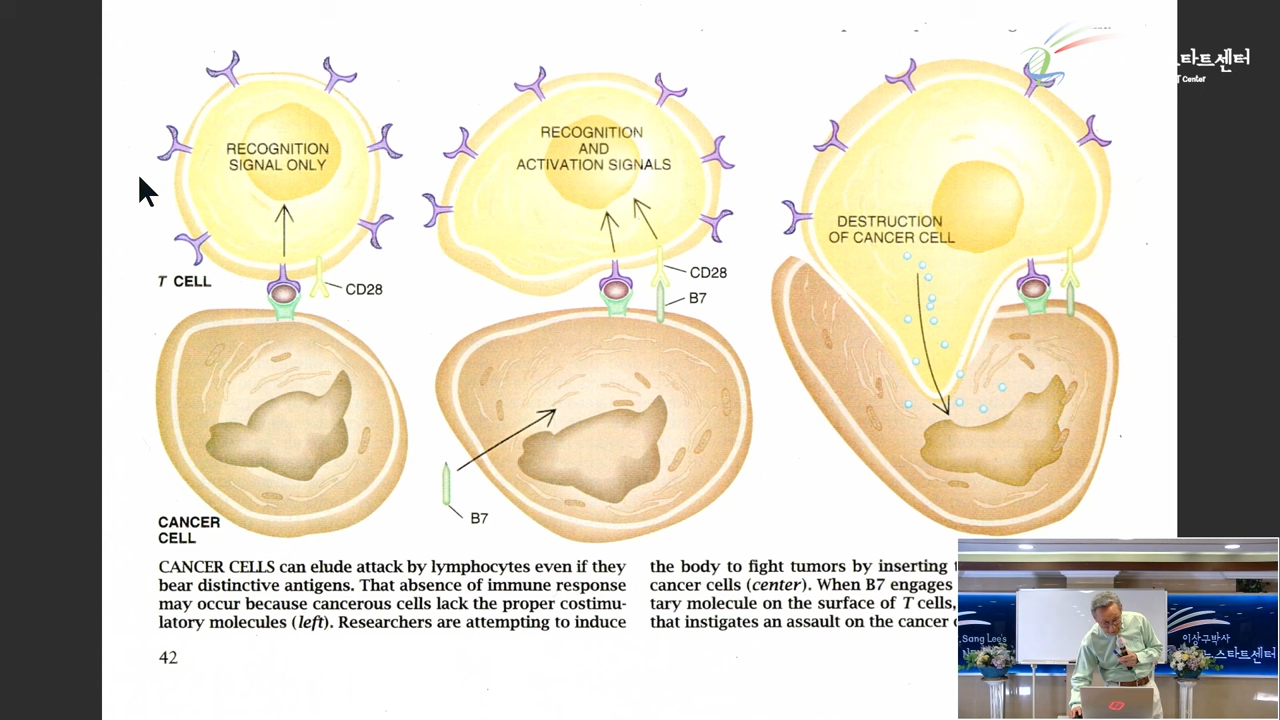 RECOGNITION
SIGNAL ONLY
RECOGNITION
AND
ACTIVATION SIGNALS
DESTRUCTION
OF CANCER CELL
T CELL
CD28
CD28
B7
B7
CANCER
CELL
CANCER CELLS can elude attack by lymphocytes even if they
bear distinctive antigens. That absence of immune response
may occur because cancerous cells lack the proper costimu-
latory molecules (left). Researchers are attempting to induce
the body to fight tumors by inserting
cancer cells (center). When B7 engages
tary molecule on the surface of T cells,
that instigates an assault on the cancer
42
스타트센터
Center
Sang Lee's
이상구박사
스타트센터